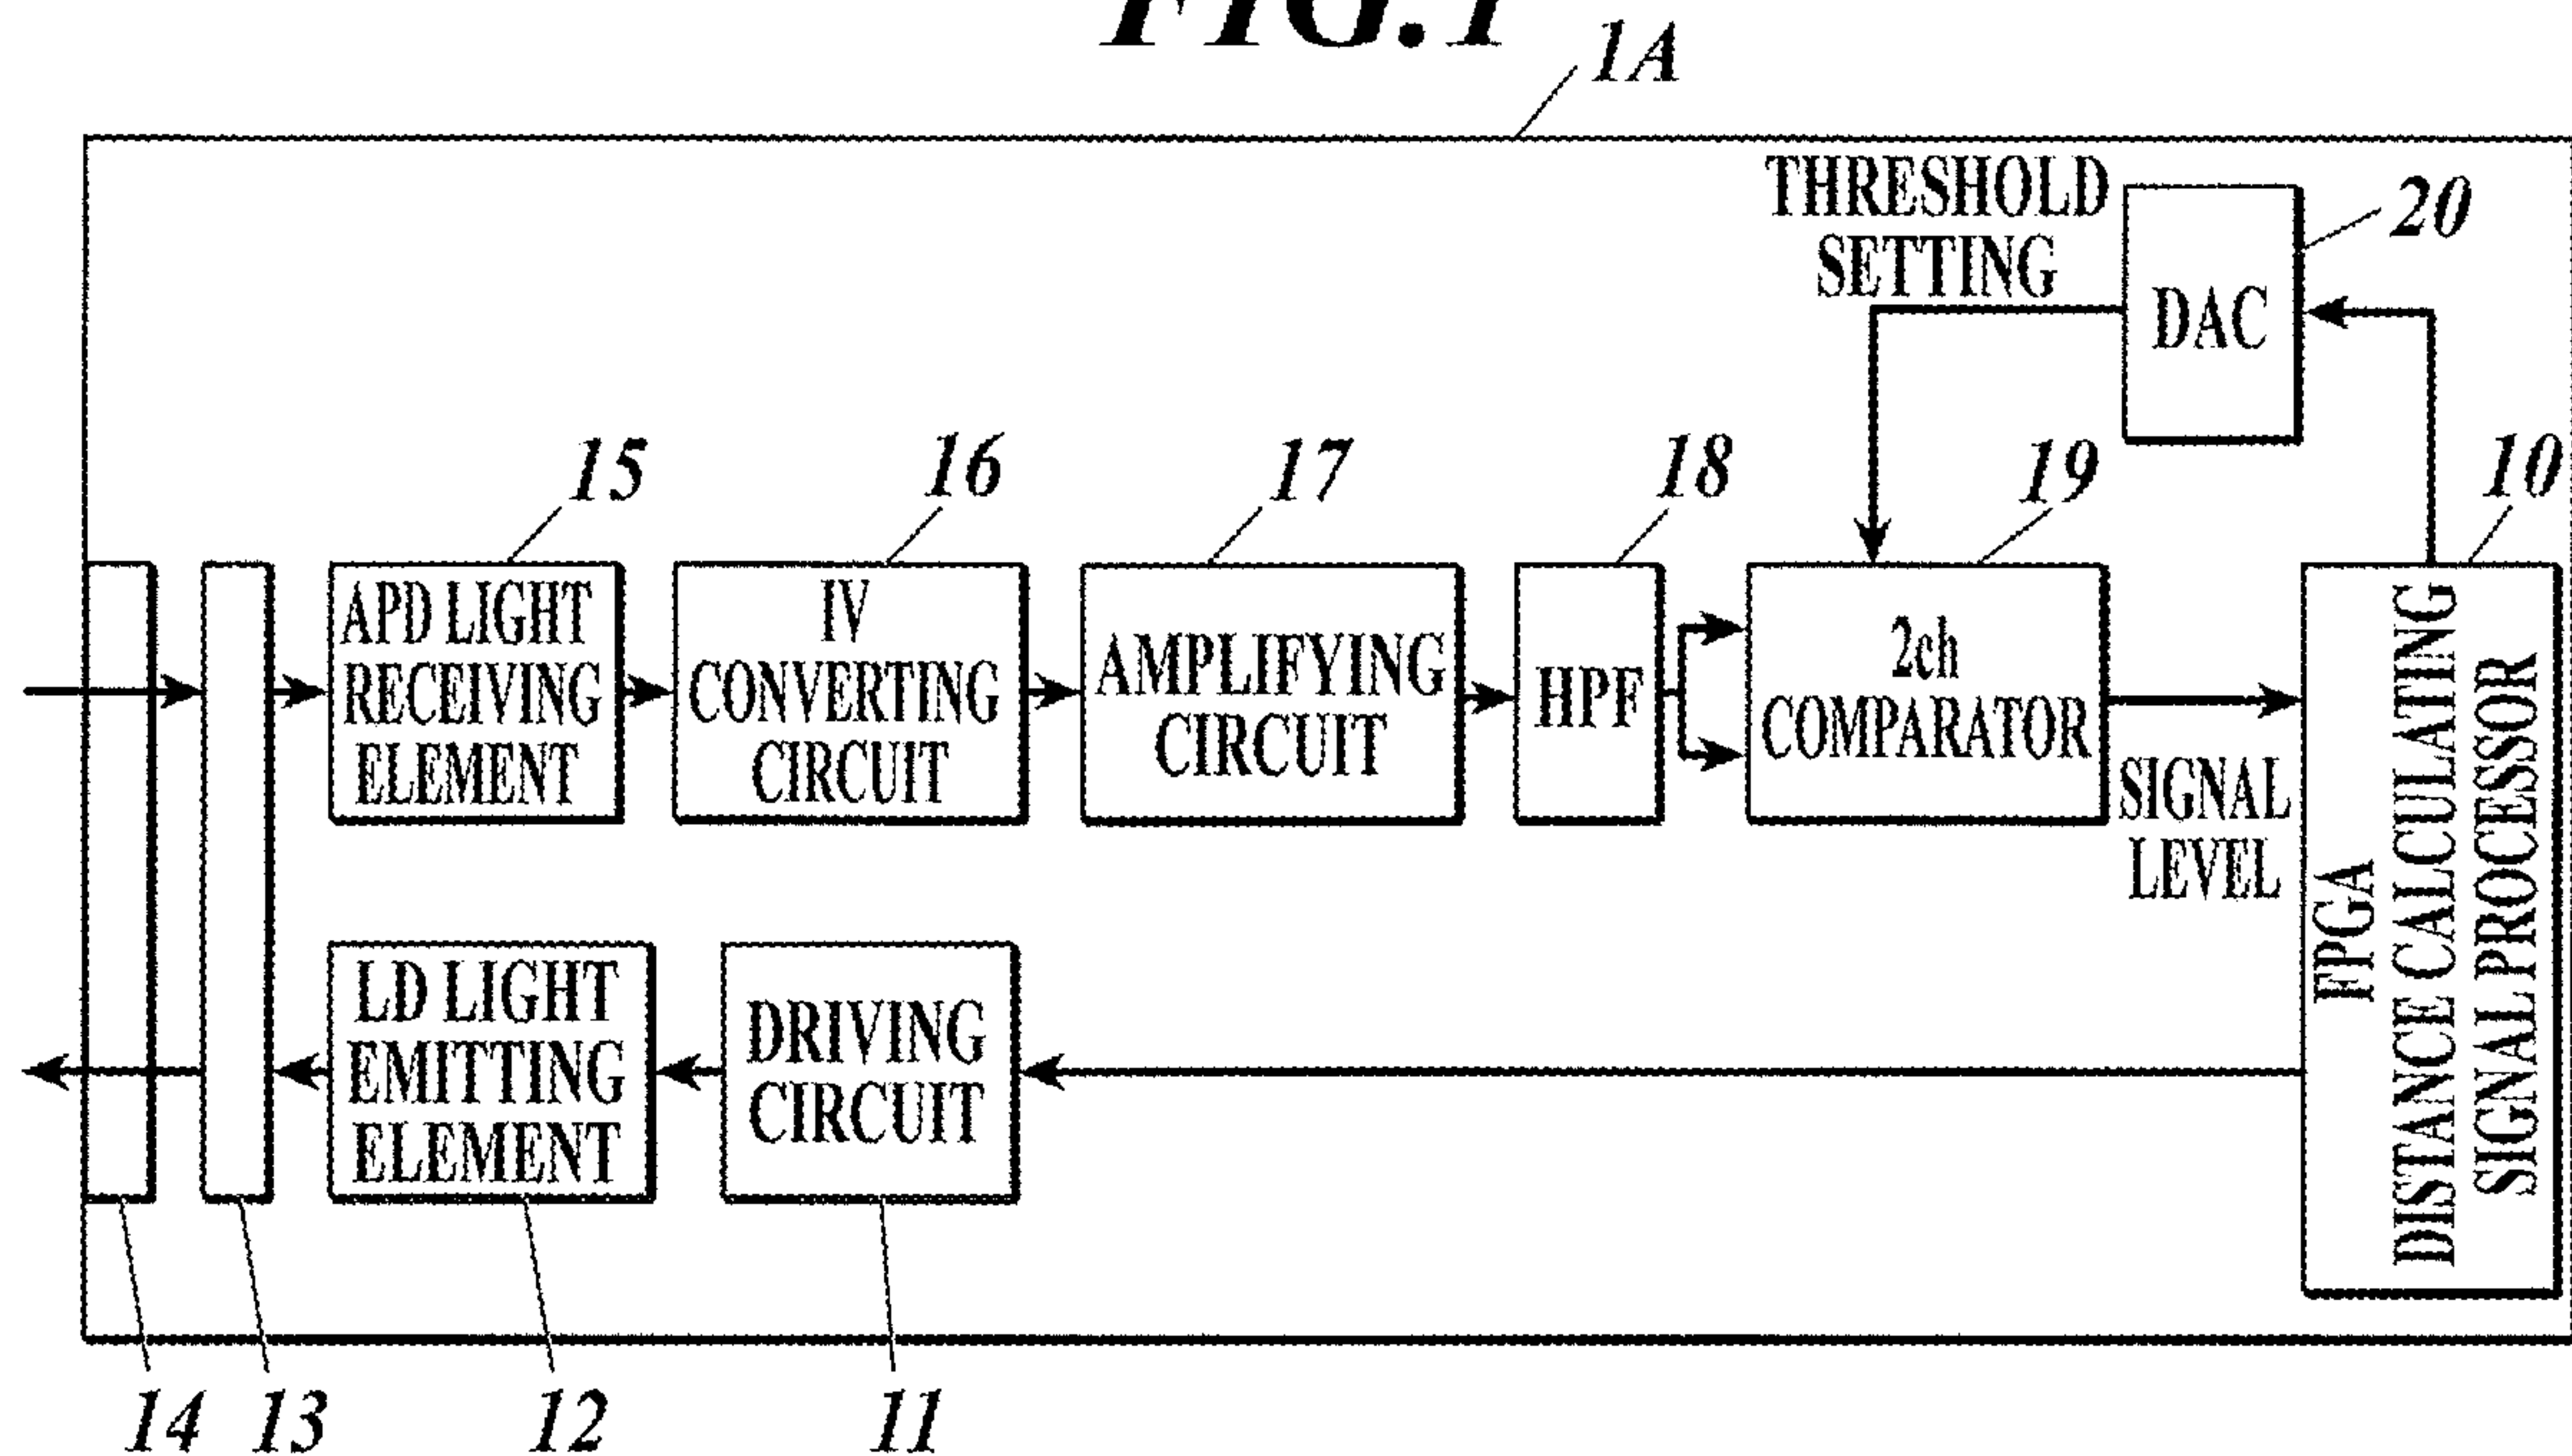 FIG.1
1A
THRESHOLD
SETTING
DAC
20
15
16
17
18
19
10
APD LIGHT
RECEIVING
ELEMENT
IV
CONVERTING
CIRCUIT
AMPLIFYING
CIRCUIT
HPF
2ch
COMPARATOR
SIGNAL
LEVEL
FPGA
DISTANCE CALCULATING
SIGNAL PROCESSOR
LD LIGHT
EMITTING
ELEMENT
DRIVING
CIRCUIT
14
13
12
11